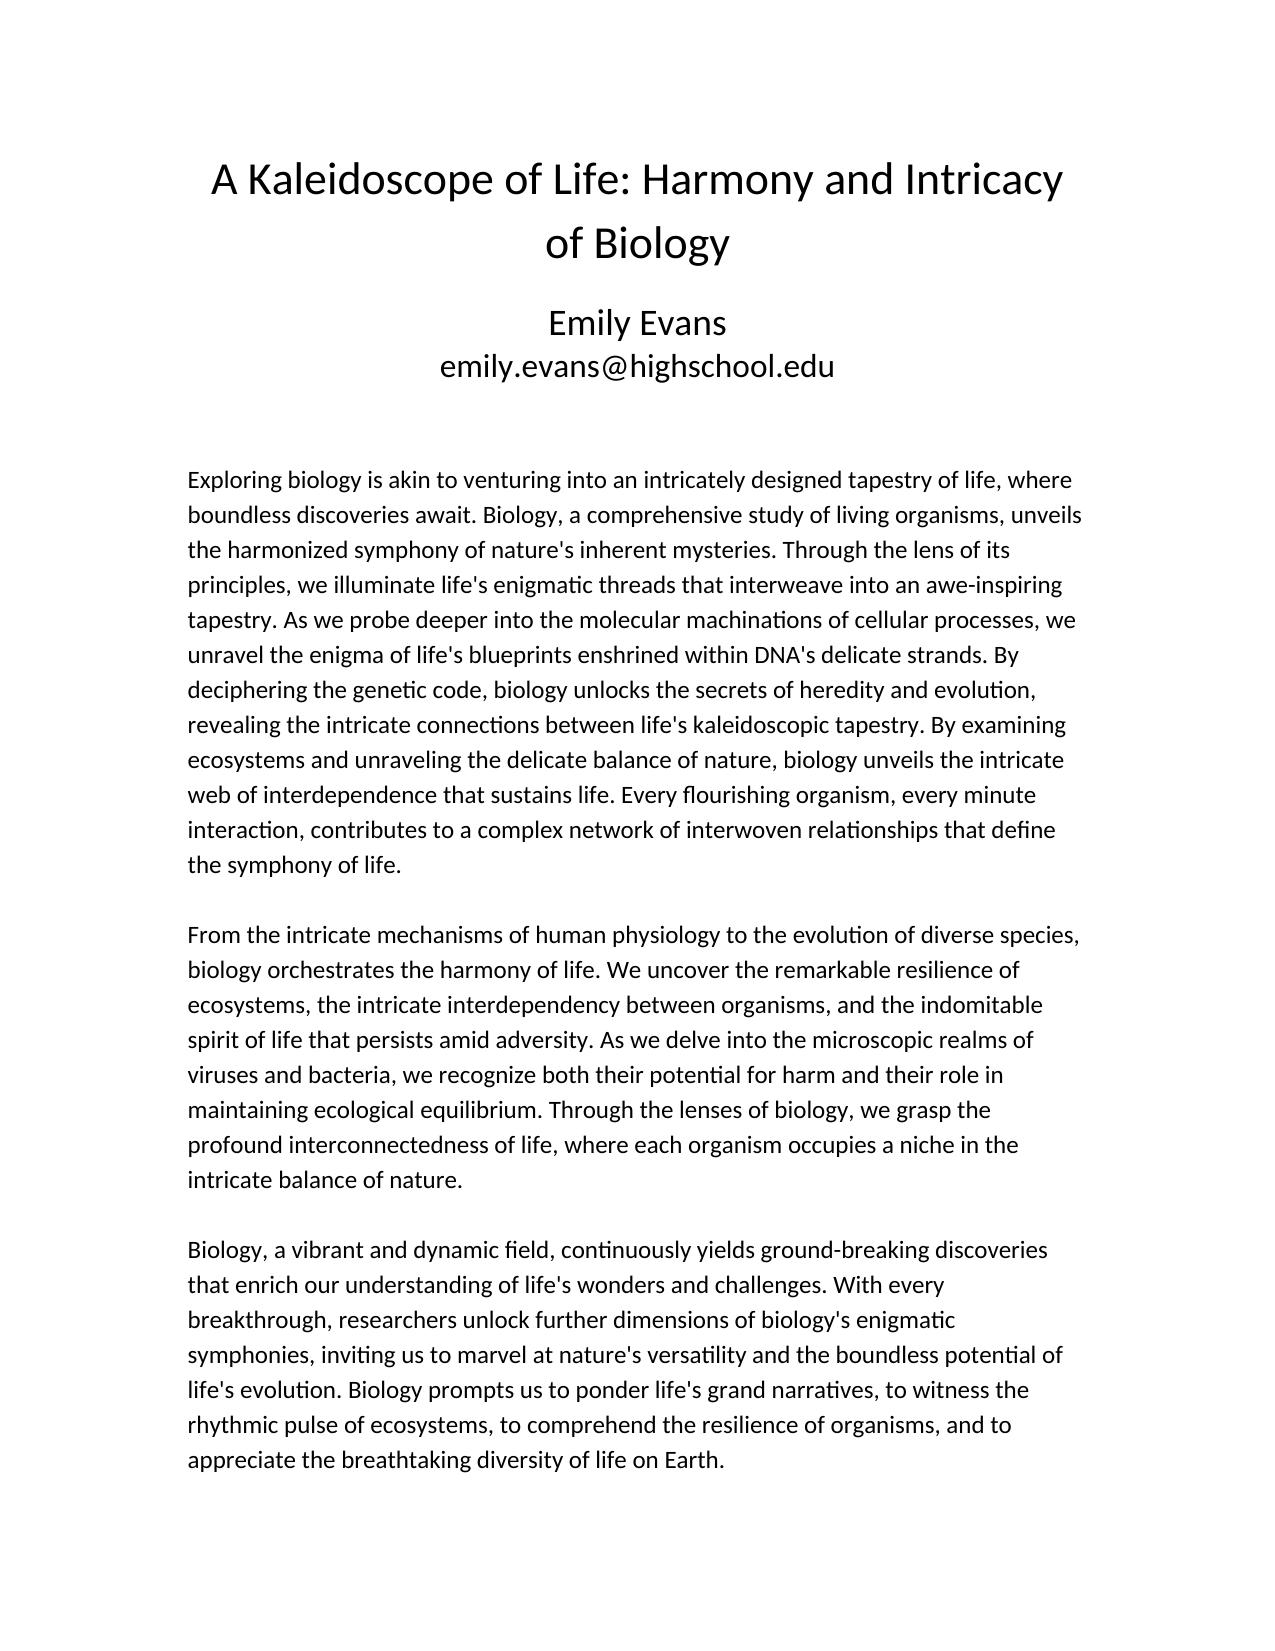 A Kaleidoscope of Life: Harmony and Intricacy
of Biology
Emily Evans
emily.evans@highschool.edu
Exploring biology is akin to venturing into an intricately designed tapestry of life, where
boundless discoveries await. Biology, a comprehensive study of living organisms, unveils
the harmonized symphony of nature's inherent mysteries. Through the lens of its
principles, we illuminate life's enigmatic threads that interweave into an awe-inspiring
tapestry. As we probe deeper into the molecular machinations of cellular processes, we
unravel the enigma of life's blueprints enshrined within DNA's delicate strands. By
deciphering the genetic code, biology unlocks the secrets of heredity and evolution,
revealing the intricate connections between life's kaleidoscopic tapestry. By examining
ecosystems and unraveling the delicate balance of nature, biology unveils the intricate
web of interdependence that sustains life. Every flourishing organism, every minute
interaction, contributes to a complex network of interwoven relationships that define
the symphony of life.
From the intricate mechanisms of human physiology to the evolution of diverse species,
biology orchestrates the harmony of life. We uncover the remarkable resilience of
ecosystems, the intricate interdependency between organisms, and the indomitable
spirit of life that persists amid adversity. As we delve into the microscopic realms of
viruses and bacteria, we recognize both their potential for harm and their role in
maintaining ecological equilibrium. Through the lenses of biology, we grasp the
profound interconnectedness of life, where each organism occupies a niche in the
intricate balance of nature.
Biology, a vibrant and dynamic field, continuously yields ground-breaking discoveries
that enrich our understanding of life's wonders and challenges. With every
breakthrough, researchers unlock further dimensions of biology's enigmatic
symphonies, inviting us to marvel at nature's versatility and the boundless potential of
life's evolution. Biology prompts us to ponder life's grand narratives, to witness the
rhythmic pulse of ecosystems, to comprehend the resilience of organisms, and to
appreciate the breathtaking diversity of life on Earth.